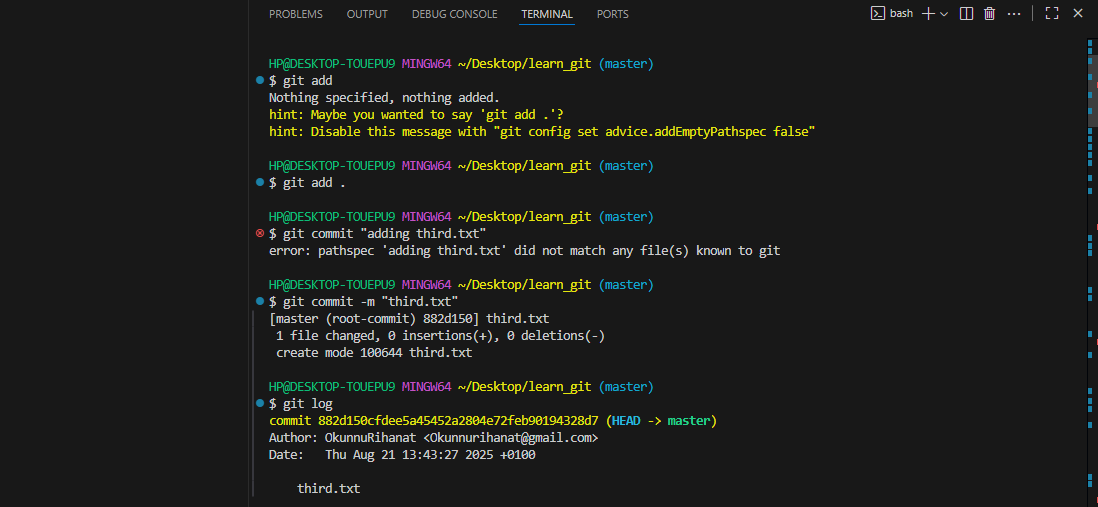 PROBLEMS OUTPUT DEBUG CONSOLE TERMINAL PORTS bash
HP@DESKTOP-TOUEPU9 MINGW64 ~/Desktop/learn_git (master)
$ git add
Nothing specified, nothing added.
hint: Maybe you wanted to say 'git add .'?
hint: Disable this message with "git config set advice.addEmptyPathspec false"
HP@DESKTOP-TOUEPU9 MINGW64 ~/Desktop/learn_git (master)
$ git add .
HP@DESKTOP-TOUEPU9 MINGW64 ~/Desktop/learn_git (master)
$ git commit "adding third.txt"
error: pathspec 'adding third.txt' did not match any file(s) known to git
HP@DESKTOP-TOUEPU9 MINGW64 ~/Desktop/learn_git (master)
$ git commit -m "third.txt"
[master (root-commit) 882d150] third.txt
 1 file changed, 0 insertions(+), 0 deletions(-)
 create mode 100644 third.txt
HP@DESKTOP-TOUEPU9 MINGW64 ~/Desktop/learn_git (master)
$ git log
commit 882d150cfdee5a45452a2804e72feb90194328d7 (HEAD -> master)
Author: OkunnuRihanat <Okunnurihanat@gmail.com>
Date:   Thu Aug 21 13:43:27 2025 +0100
    third.txt